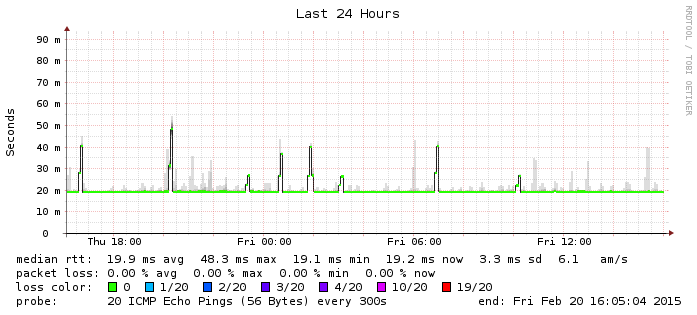 Last 24 Hours
RRDTOOL / TOBI OETIKER
Seconds
90 m
80 m
70 m
60 m
50 m
40 m
30 m
20 m
10 m
0
Thu 18:00 Fri 00:00 Fri 06:00 Fri 12:00
median rtt: 19.9 ms avg 48.3 ms max 19.1 ms min 19.2 ms now 3.3 ms sd 6.1 am/s
packet loss: 0.00 % avg 0.00 % max 0.00 % min 0.00 % now
loss color: 0 1/20 2/20 3/20 4/20 10/20 19/20
probe: 20 ICMP Echo Pings (56 Bytes) every 300s end: Fri Feb 20 16:05:04 2015